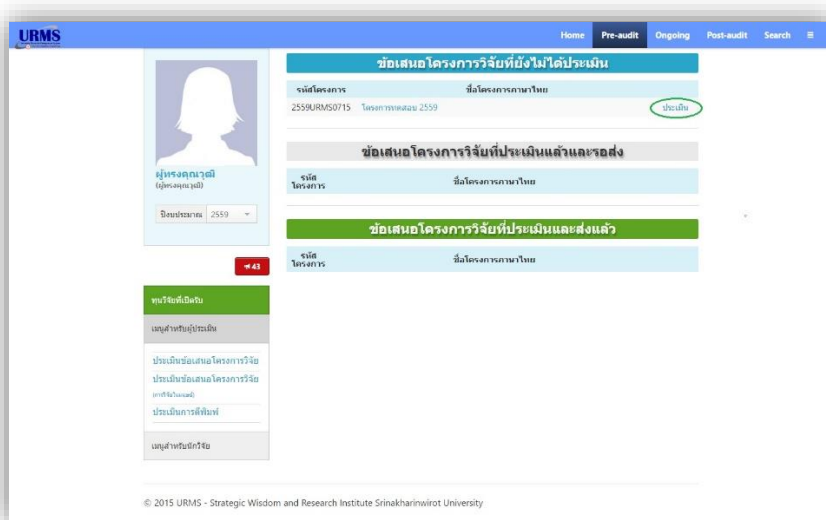 URMS
Home Pre-audit Ongoing Post-audit Search
ข้อเสนอโครงการวิจัยที่ยังไม่ได้ประเมิน
รหัสโครงการ ชื่อโครงการภาษาไทย
2559URMS0715 โครงการทดสอบ 2559 ประเมิน
ข้อเสนอโครงการวิจัยที่ประเมินแล้วและรอส่ง
รหัส
โครงการ ชื่อโครงการภาษาไทย
ข้อเสนอโครงการวิจัยที่ประเมินและส่งแล้ว
รหัส
โครงการ ชื่อโครงการภาษาไทย
ผู้ทรงคุณวุฒิ
(ผู้ทรงคุณวุฒิ)
ปีงบประมาณ 2559
43
ทุนวิจัยที่เปิดรับ
เมนูสำหรับผู้ประเมิน
ประเมินข้อเสนอโครงการวิจัย
ประเมินข้อเสนอโครงการวิจัย
ประเมินการตีพิมพ์
เมนูสำหรับนักวิจัย
© 2015 URMS - Strategic Wisdom and Research Institute Srinakharinwirot University